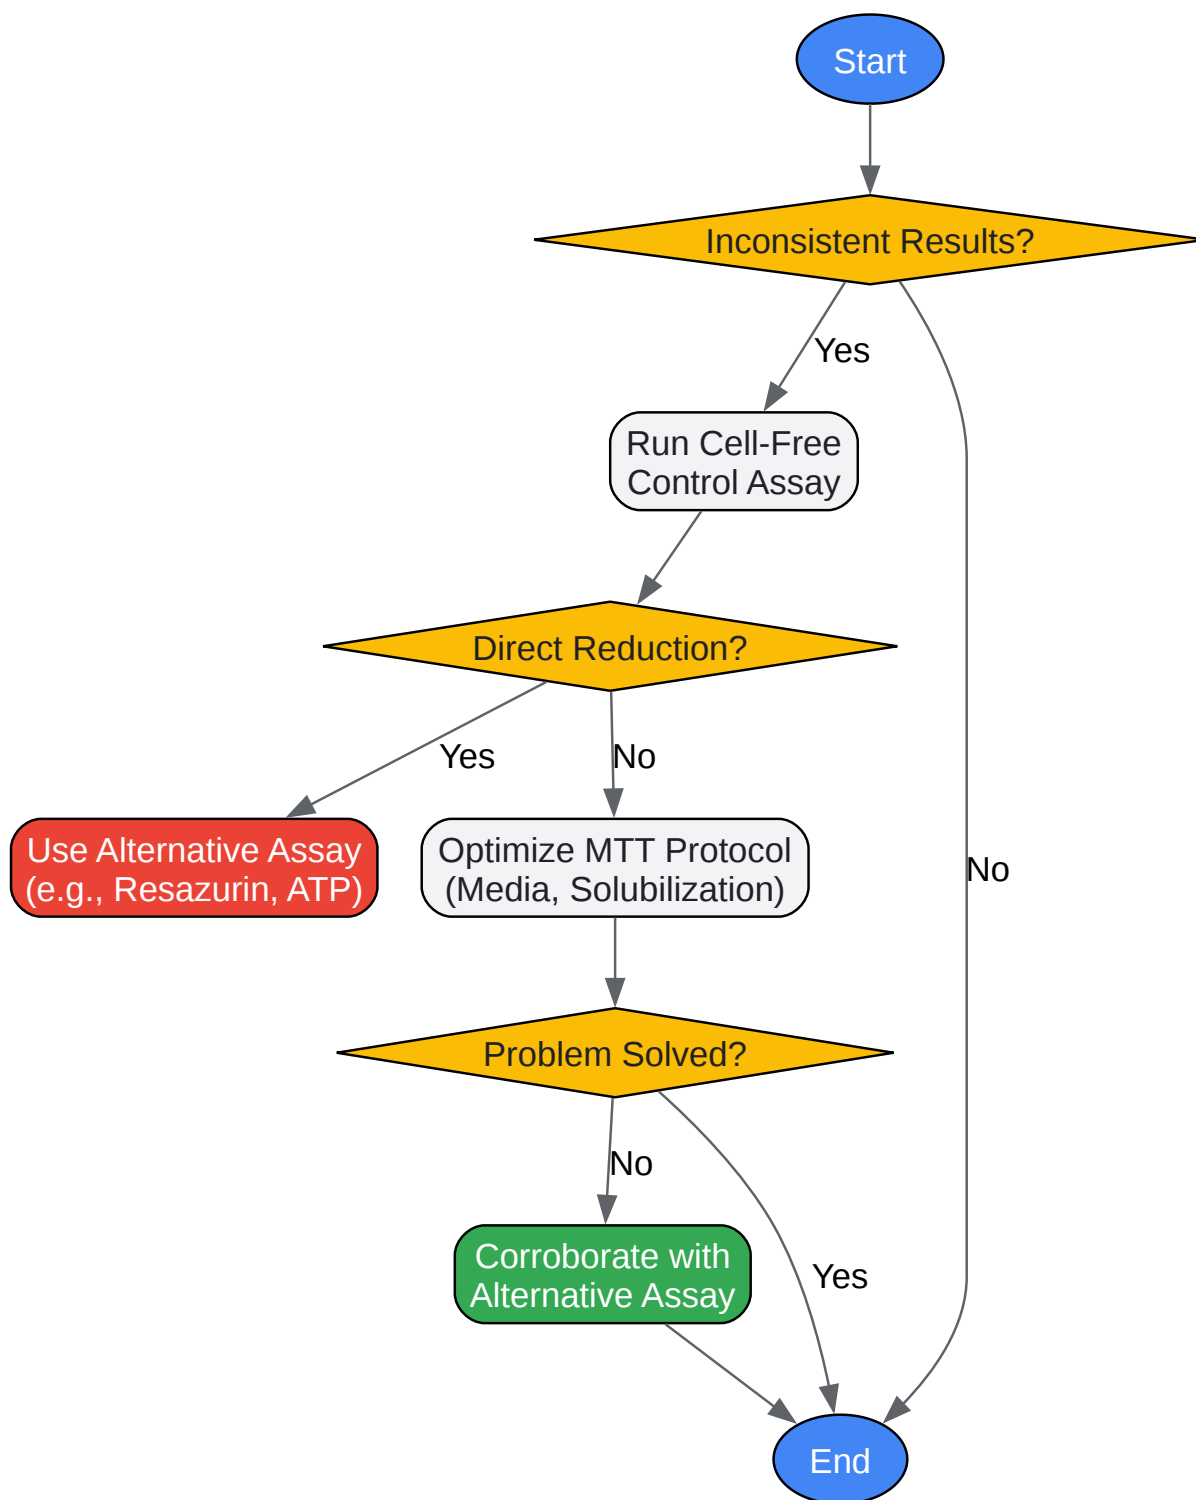 Start
Inconsistent Results?
Yes
Run Cell-Free
Control Assay
Direct Reduction?
Yes
No
Use Alternative Assay
(e.g., Resazurin, ATP)
Optimize MTT Protocol
(Media, Solubilization)
No
Problem Solved?
No
Corroborate with
Alternative Assay
Yes
End